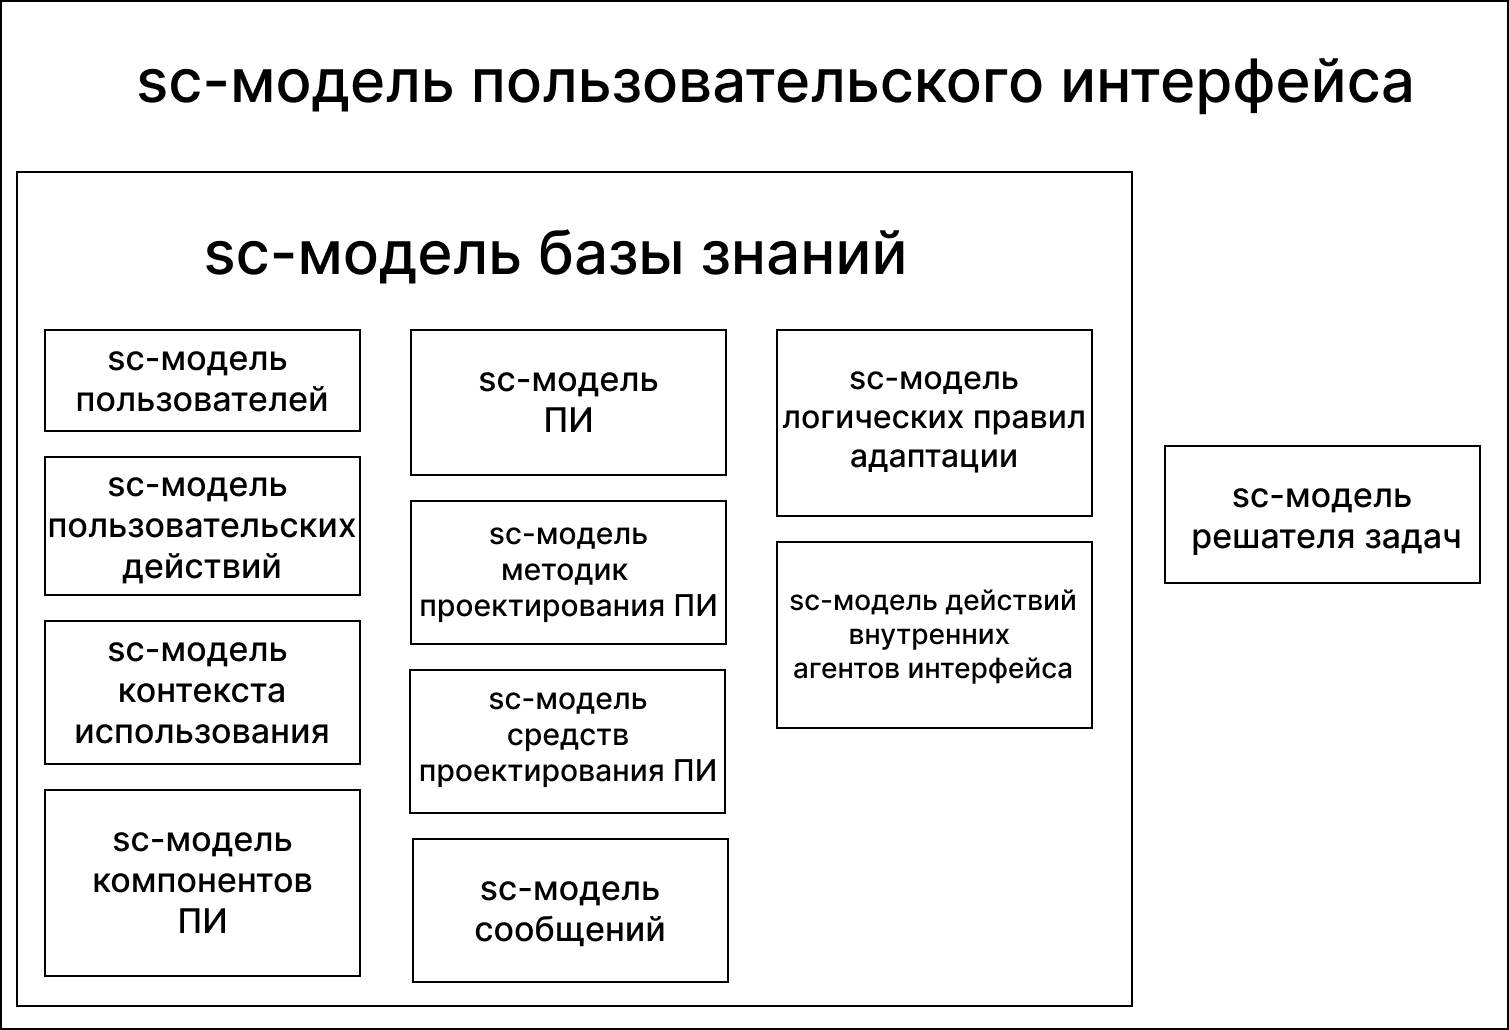 sc-модель пользовательского интерфейса
sc-модель базы знаний
sc-модель
пользователей
sc-модель
пользовательских
действий
sc-модель
контекста
использования
sc-модель
компонентов
ПИ
sc-модель
ПИ
sc-модель
методик
проектирования ПИ
sc-модель
средств
проектирования ПИ
sc-модель
сообщений
sc-модель
логических правил
адаптации
sc-модель действий
внутренних
агентов интерфейса
sc-модель
решателя задач